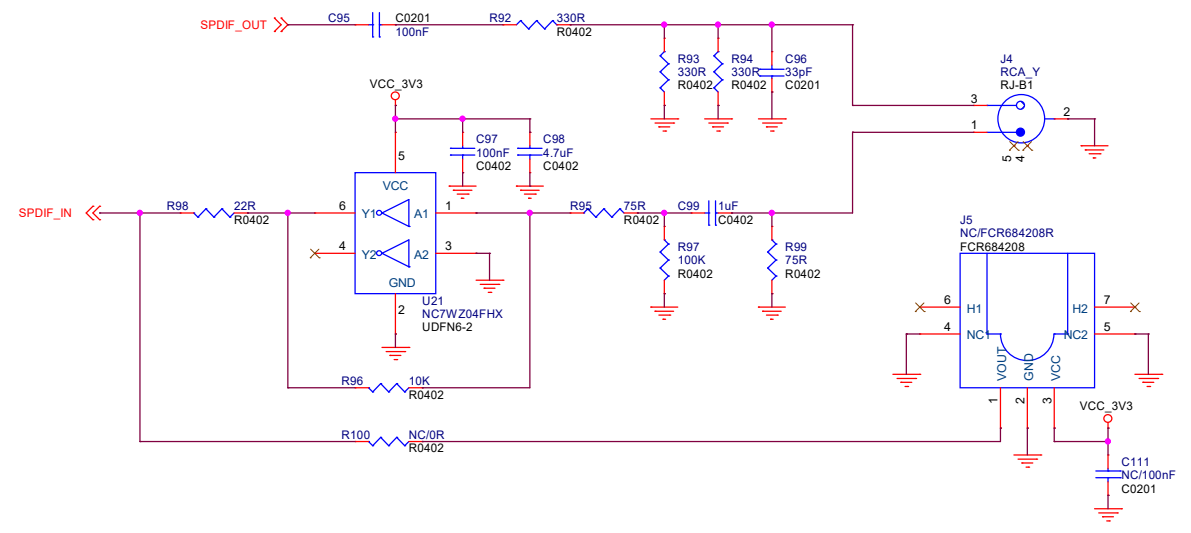 SPDIF_OUT
C95
C0201
100nF
R92
330R
R0402
R93
330R
R0402
R94
330R
R0402
C96
33pF
C0201
J4
RCA_Y
RJ-B1
3
1
2
5
4
VCC_3V3
C97
100nF
C0402
C98
4.7uF
C0402
5
VCC
SPDIF_IN
R98
22R
R0402
6
Y1
A1
1
4
Y2
A2
3
GND
2
U21
NC7WZ04FHX
UDFN6-2
R95
75R
R0402
C99
1uF
C0402
R97
100K
R0402
R99
75R
R0402
J5
NC/FCR684208R
FCR684208
6
H1
H2
7
4
NC1
NC2
5
VOUT
GND
VCC
1
2
3
R96
10K
R0402
R100
NC/0R
R0402
VCC_3V3
C111
NC/100nF
C0201